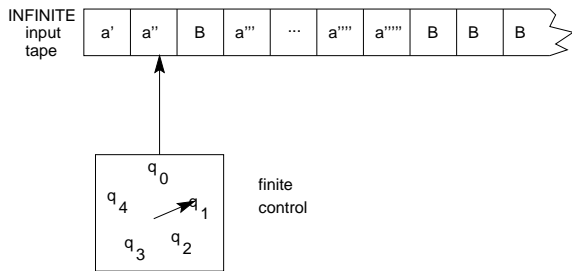 INFINITE
input
tape
a' a'' B a''' ... a'''' a''''' B B B
q0
q4
q1
q3
q2
finite
control